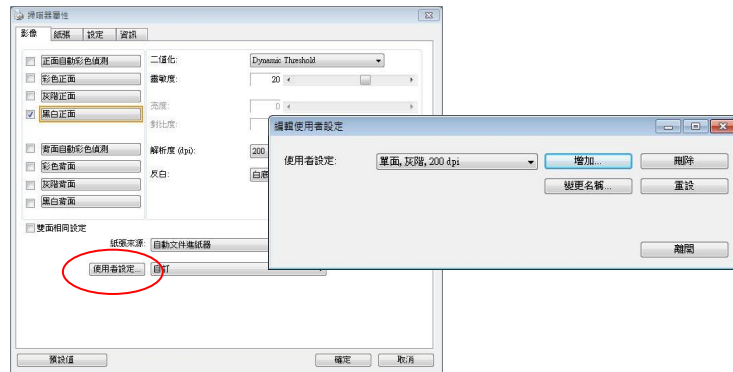 掃瞄器屬性
影像 紙張 設定 資訊
正面自動彩色偵測
彩色正面
灰階正面
黑白正面
背面自動彩色偵測
彩色背面
灰階背面
黑白背面
二值化: Dynamic Threshold
靈敏度: 20
亮度: 0
對比度:
解析度 (dpi): 200
反白: 白底
雙面相同設定
紙張來源: 自動文件進紙器
使用者設定... 自訂
預設值 確定 取消
編輯使用者設定
使用者設定: 單面, 灰階, 200 dpi 增加... 刪除
變更名稱... 重設
離開